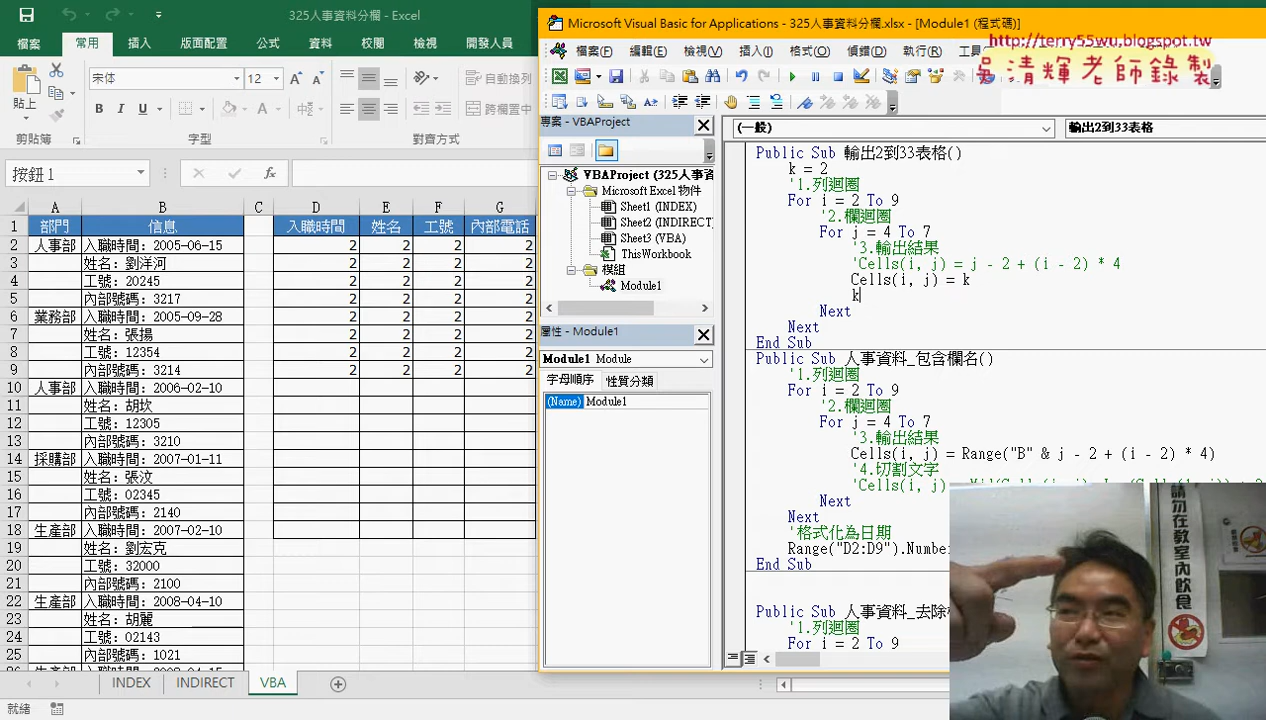 325人事資料分欄 - Excel
檔案 常用 插入 版面配置 公式 資料 校閱 檢視 開發人員
宋体 12
貼上
自動換列
跨欄置中
剪貼簿 字型 對齊方式
按鈕 1
A B C D E F G
1 部門 信息 入職時間 姓名 工號 內部電話
2 人事部 入職時間：2005-06-15 2 2 2 2
3 姓名：劉洋河 2 2 2 2
4 工號：20245 2 2 2 2
5 內部號碼：3217 2 2 2 2
6 業務部 入職時間：2005-09-28 2 2 2 2
7 姓名：張揚 2 2 2 2
8 工號：12354 2 2 2 2
9 內部號碼：3214 2 2 2 2
10 人事部 入職時間：2006-02-10
11 姓名：胡坎
12 工號：12305
13 內部號碼：3210
14 採購部 入職時間：2007-01-11
15 姓名：張汶
16 工號：02345
17 內部號碼：2140
18 生產部 入職時間：2007-02-10
19 姓名：劉宏克
20 工號：32000
21 內部號碼：2100
22 生產部 入職時間：2008-04-10
23 姓名：胡麗
24 工號：02143
25 內部號碼：1021
INDEX INDIRECT VBA
就緒
Microsoft Visual Basic for Applications - 325人事資料分欄.xlsx - [Module1 (程式碼)]
檔案(F) 編輯(E) 檢視(V) 插入(I) 格式(O) 偵錯(D) 執行(R) 工具
http://terry55wu.blogspot.tw
吳清輝老師錄製
專案 - VBAProject
VBAProject (325人事資
Microsoft Excel 物件
Sheet1 (INDEX)
Sheet2 (INDIRECT)
Sheet3 (VBA)
ThisWorkbook
模組
Module1
屬性 - Module1
Module1 Module
字母順序 性質分類
(Name) Module1
(一般) 輸出2到33表格
Public Sub 輸出2到33表格()
k = 2
'1.列迴圈
For i = 2 To 9
'2.欄迴圈
For j = 4 To 7
'3.輸出結果
'Cells(i, j) = j - 2 + (i - 2) * 4
Cells(i, j) = k
k
Next
Next
End Sub
Public Sub 人事資料_包含欄名()
'1.列迴圈
For i = 2 To 9
'2.欄迴圈
For j = 4 To 7
'3.輸出結果
Cells(i, j) = Range("B" & j - 2 + (i - 2) * 4)
'4.切割文字
Next
Next
'格式化為日期
Range("D2:D9").Number
End Sub
Public Sub 人事資料_去除
'1.列迴圈
For i = 2 To 9
請勿在教室內飲食